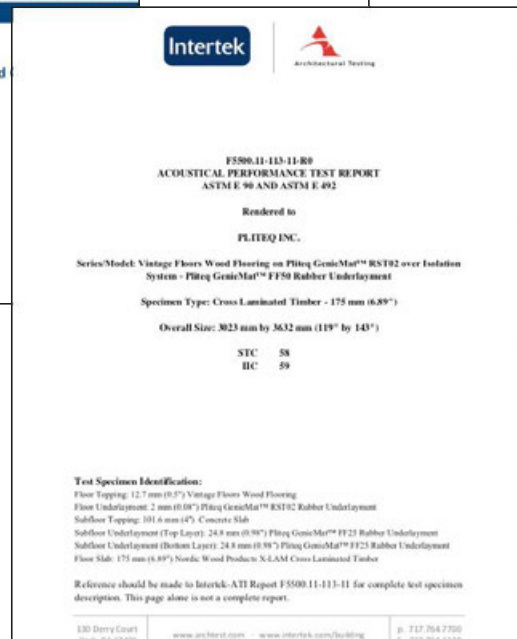 d
Intertek
Architectural Testing
F5500.11-113-11-R0
ACOUSTICAL PERFORMANCE TEST REPORT
ASTM E 90 AND ASTM E 492
Rendered to
PLITEQ INC.
Series/Model: Vintage Floors Wood Flooring on Pliteq GenieMat™ RST02 over Isolation
System - Pliteq GenieMat™ FF50 Rubber Underlayment
Specimen Type: Cross Laminated Timber - 175 mm (6.89")
Overall Size: 3023 mm by 3632 mm (119" by 143")
STC 58
IIC 59
Test Specimen Identification:
Floor Topping: 12.7 mm (0.5") Vintage Floors Wood Flooring
Floor Underlayment: 2 mm (0.08") Pliteq GenieMat™ RST02 Rubber Underlayment
Subfloor Topping: 101.6 mm (4") Concrete Slab
Subfloor Underlayment (Top Layer): 24.8 mm (0.98") Pliteq GenieMat™ FF25 Rubber Underlayment
Subfloor Underlayment (Bottom Layer): 24.8 mm (0.98") Pliteq GenieMat™ FF25 Rubber Underlayment
Floor Slab: 175 mm (6.89") Nordic Wood Products X-LAM Cross Laminated Timber
Reference should be made to Intertek-ATI Report F5500.11-113-11 for complete test specimen
description. This page alone is not a complete report.
130 Derry Court
www.archtest.com - www.intertek.com/building
p. 717.764.7700